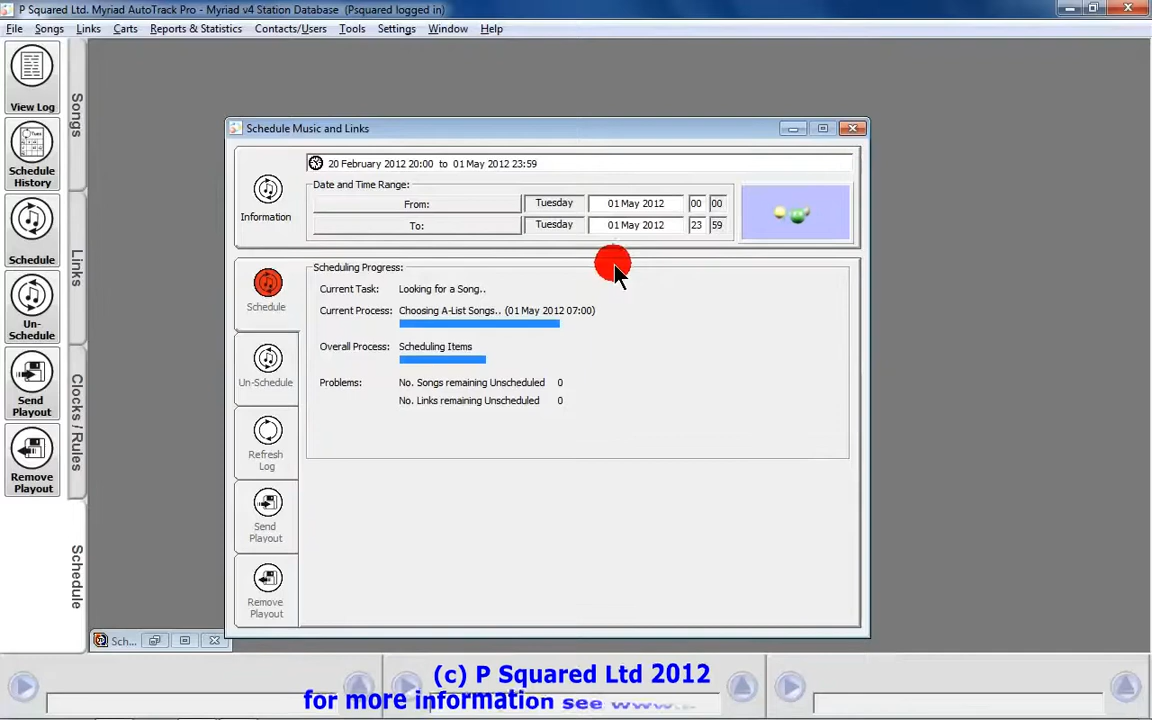 P Squared Ltd. Myriad AutoTrack Pro - Myriad v4 Station Database (Psquared logged in)
File Songs Links Carts Reports & Statistics Contacts/Users Tools Settings Window Help
View Log
Schedule History
Schedule
Un-Schedule
Send Playout
Remove Playout
Songs
Links
Clocks / Rules
Schedule
Schedule Music and Links
Information
20 February 2012 20:00 to 01 May 2012 23:59
Date and Time Range:
From: Tuesday 01 May 2012 00 00
To: Tuesday 01 May 2012 23 59
Schedule
Un-Schedule
Refresh Log
Send Playout
Remove Playout
Scheduling Progress:
Current Task: Looking for a Song..
Current Process: Choosing A-List Songs.. (01 May 2012 07:00)
Overall Process: Scheduling Items
Problems: No. Songs remaining Unscheduled 0
No. Links remaining Unscheduled 0
Sch...
(c) P Squared Ltd 2012
for more information see www.